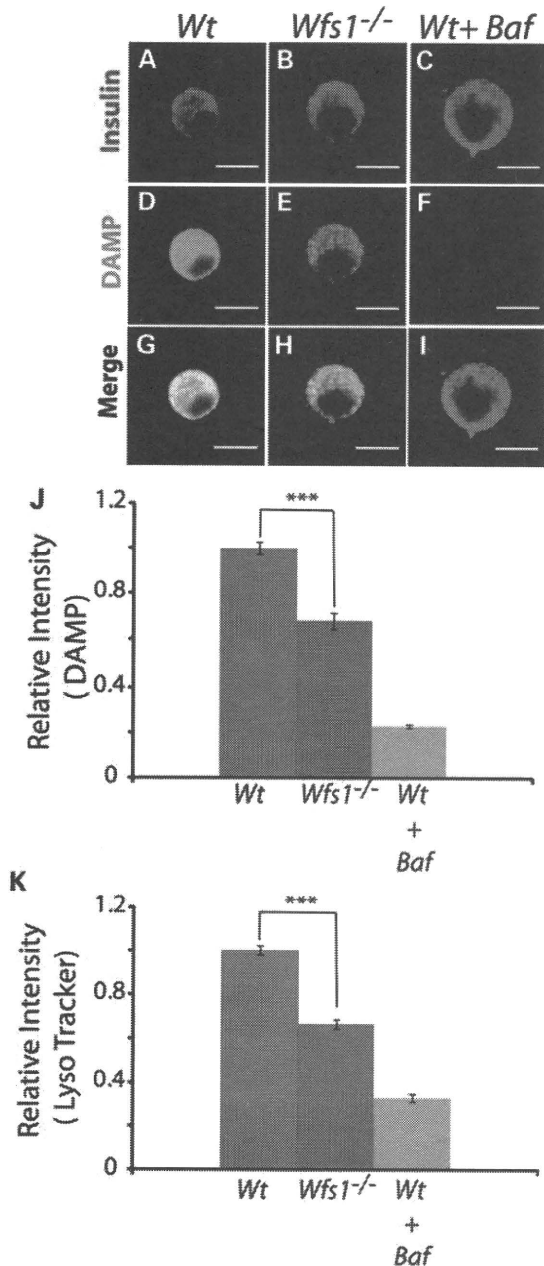 Wt Wfs1-/- Wt+ Baf
Insulin
A B C
DAMP
D E F
Merge
G H I
J
Relative Intensity
( DAMP)
1.2
0.8
0.4
0
***
Wt Wfs1-/- Wt
+
Baf
K
Relative Intensity
( Lyso Tracker)
1.2
0.8
0.4
0
***
Wt Wfs1-/- Wt
+
Baf